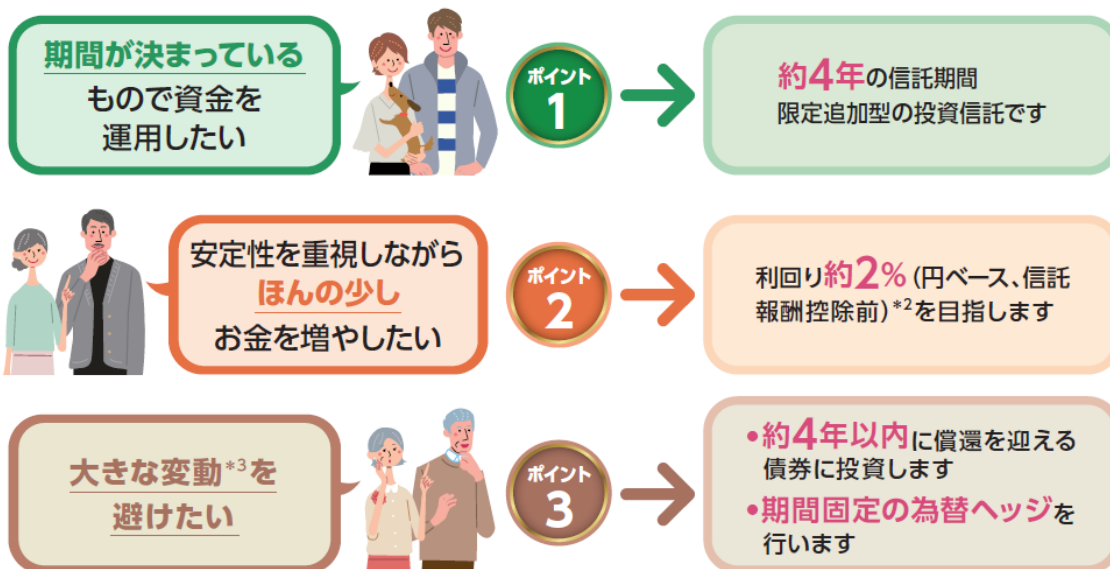 期間が決まっている
もので資金を
運用したい
ポイント
1
約4年の信託期間
限定追加型の投資信託です
安定性を重視しながら
ほんの少し
お金を増やしたい
ポイント
2
利回り約2%(円ベース、信託
報酬控除前)*2を目指します
大きな変動*3を
避けたい
ポイント
3
•約4年以内に償還を迎える
債券に投資します
•期間固定の為替ヘッジを
行います